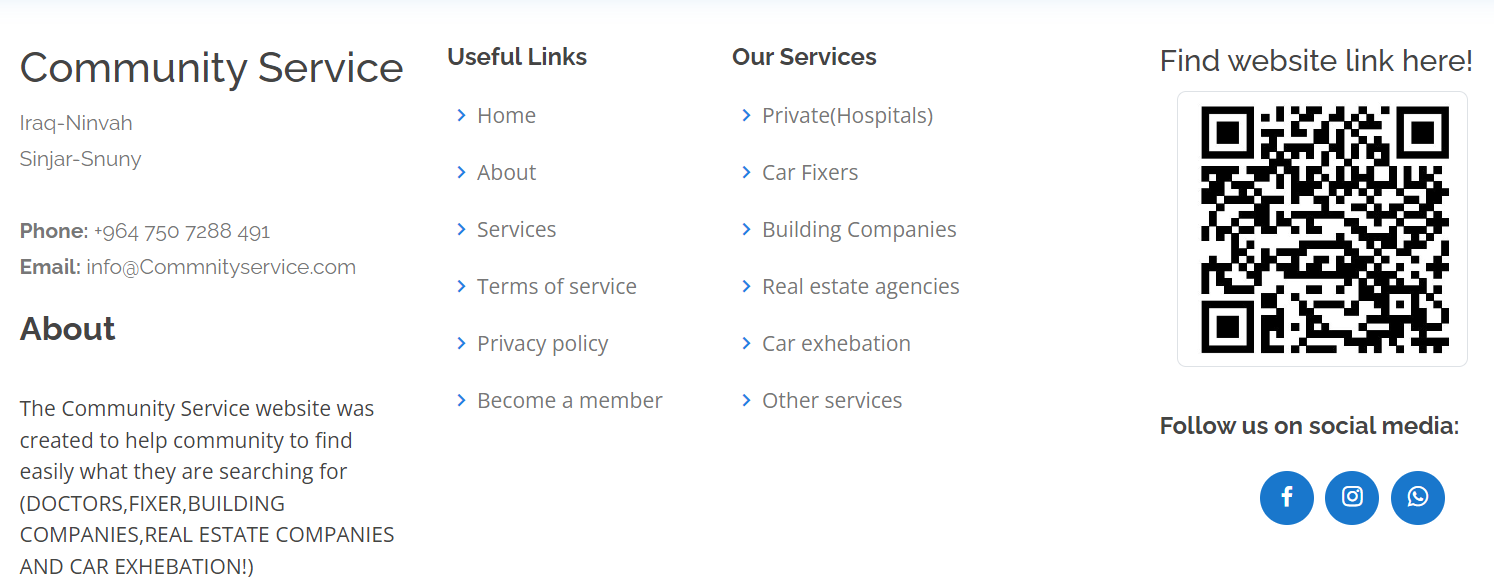 Community Service
Iraq-Ninvah
Sinjar-Snuny
Phone: +964 750 7288 491
Email: info@Commnityservice.com
About
The Community Service website was
created to help community to find
easily what they are searching for
(DOCTORS,FIXER,BUILDING
COMPANIES,REAL ESTATE COMPANIES
AND CAR EXHEBATION!)
Useful Links
Home
About
Services
Terms of service
Privacy policy
Become a member
Our Services
Private(Hospitals)
Car Fixers
Building Companies
Real estate agencies
Car exhebation
Other services
Find website link here!
Follow us on social media: